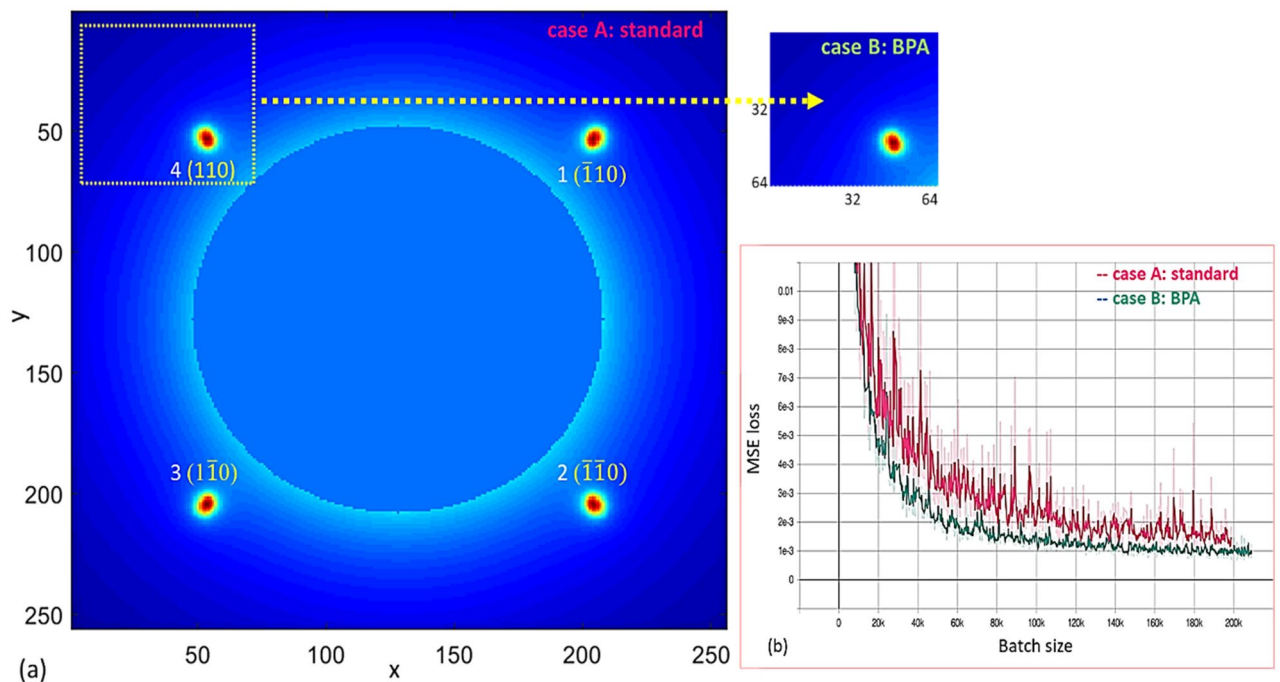 case A: standard
case B: BPA
50
100
150
200
250
y
4 (110)
1 (1̅10)
3 (11̅0)
2 (1̅1̅0)
50
100
150
200
250
x
(a)
32
64
32
64
-- case A: standard
-- case B: BPA
0.01
9e-3
8e-3
7e-3
6e-3
5e-3
4e-3
3e-3
2e-3
1e-3
0
MSE loss
0
20k
40k
60k
80k
100k
120k
140k
160k
180k
200k
Batch size
(b)